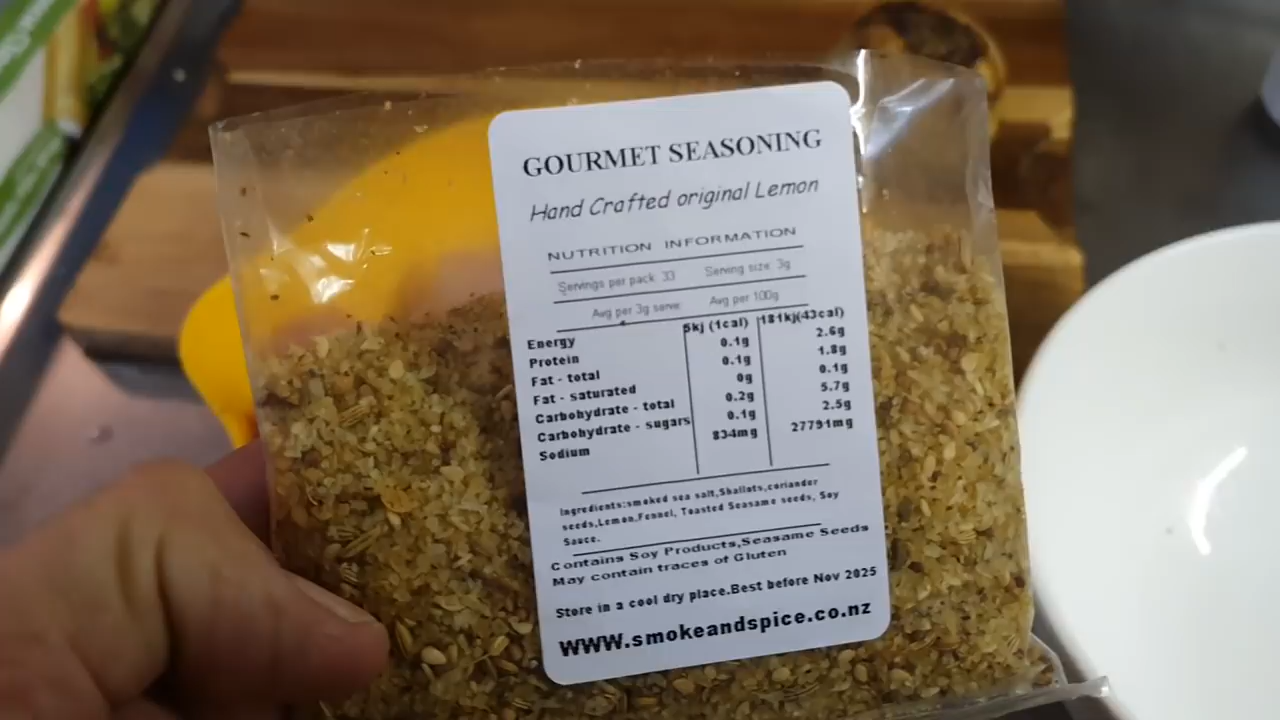 GOURMET SEASONING
Hand Crafted original Lemon
NUTRITION INFORMATION
Servings per pack: 33 Serving size: 3g
Avg per 3g serve: Avg per 100g
Energy 5kj (1cal) 181kj(43cal)
Protein 0.1g 2.6g
Fat - total 0.1g 1.8g
Fat - saturated 0g 0.1g
Carbohydrate - total 0.2g 5.7g
Carbohydrate - sugars 0.1g 2.5g
Sodium 834mg 27791mg
Ingredients:smoked sea salt,Shallots,coriander
seeds,Lemon,Fennel, Toasted Seasame seeds, Soy
Sauce.
Contains Soy Products,Seasame Seeds
May contain traces of Gluten
Store in a cool dry place.Best before Nov 2025
WWW.smokeandspice.co.nz